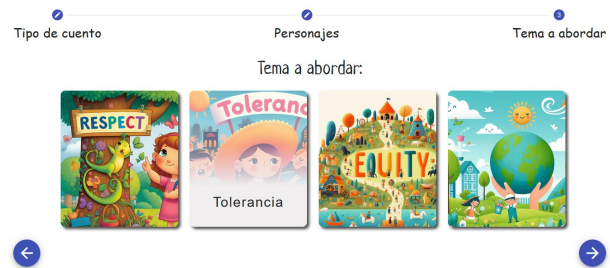 3
Tipo de cuento
Personajes
Tema a abordar
Tema a abordar:
RESPECT
Toleranc
Tolerancia
EQUITY